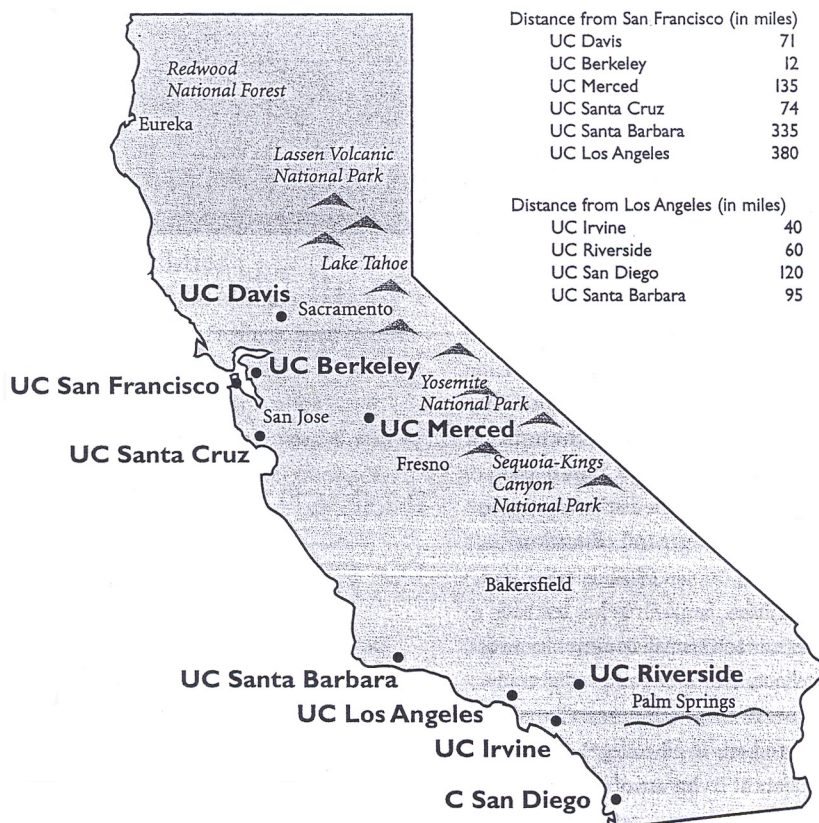 Distance from San Francisco (in miles)
UC Davis 71
UC Berkeley 12
UC Merced 135
UC Santa Cruz 74
UC Santa Barbara 335
UC Los Angeles 380
Distance from Los Angeles (in miles)
UC Irvine 40
UC Riverside 60
UC San Diego 120
UC Santa Barbara 95
Redwood
National Forest
Eureka
Lassen Volcanic
National Park
Lake Tahoe
UC Davis
Sacramento
UC Berkeley
UC San Francisco
Yosemite
National Park
San Jose
UC Merced
UC Santa Cruz
Fresno
Sequoia-Kings
Canyon
National Park
Bakersfield
UC Santa Barbara
UC Riverside
Palm Springs
UC Los Angeles
UC Irvine
C San Diego